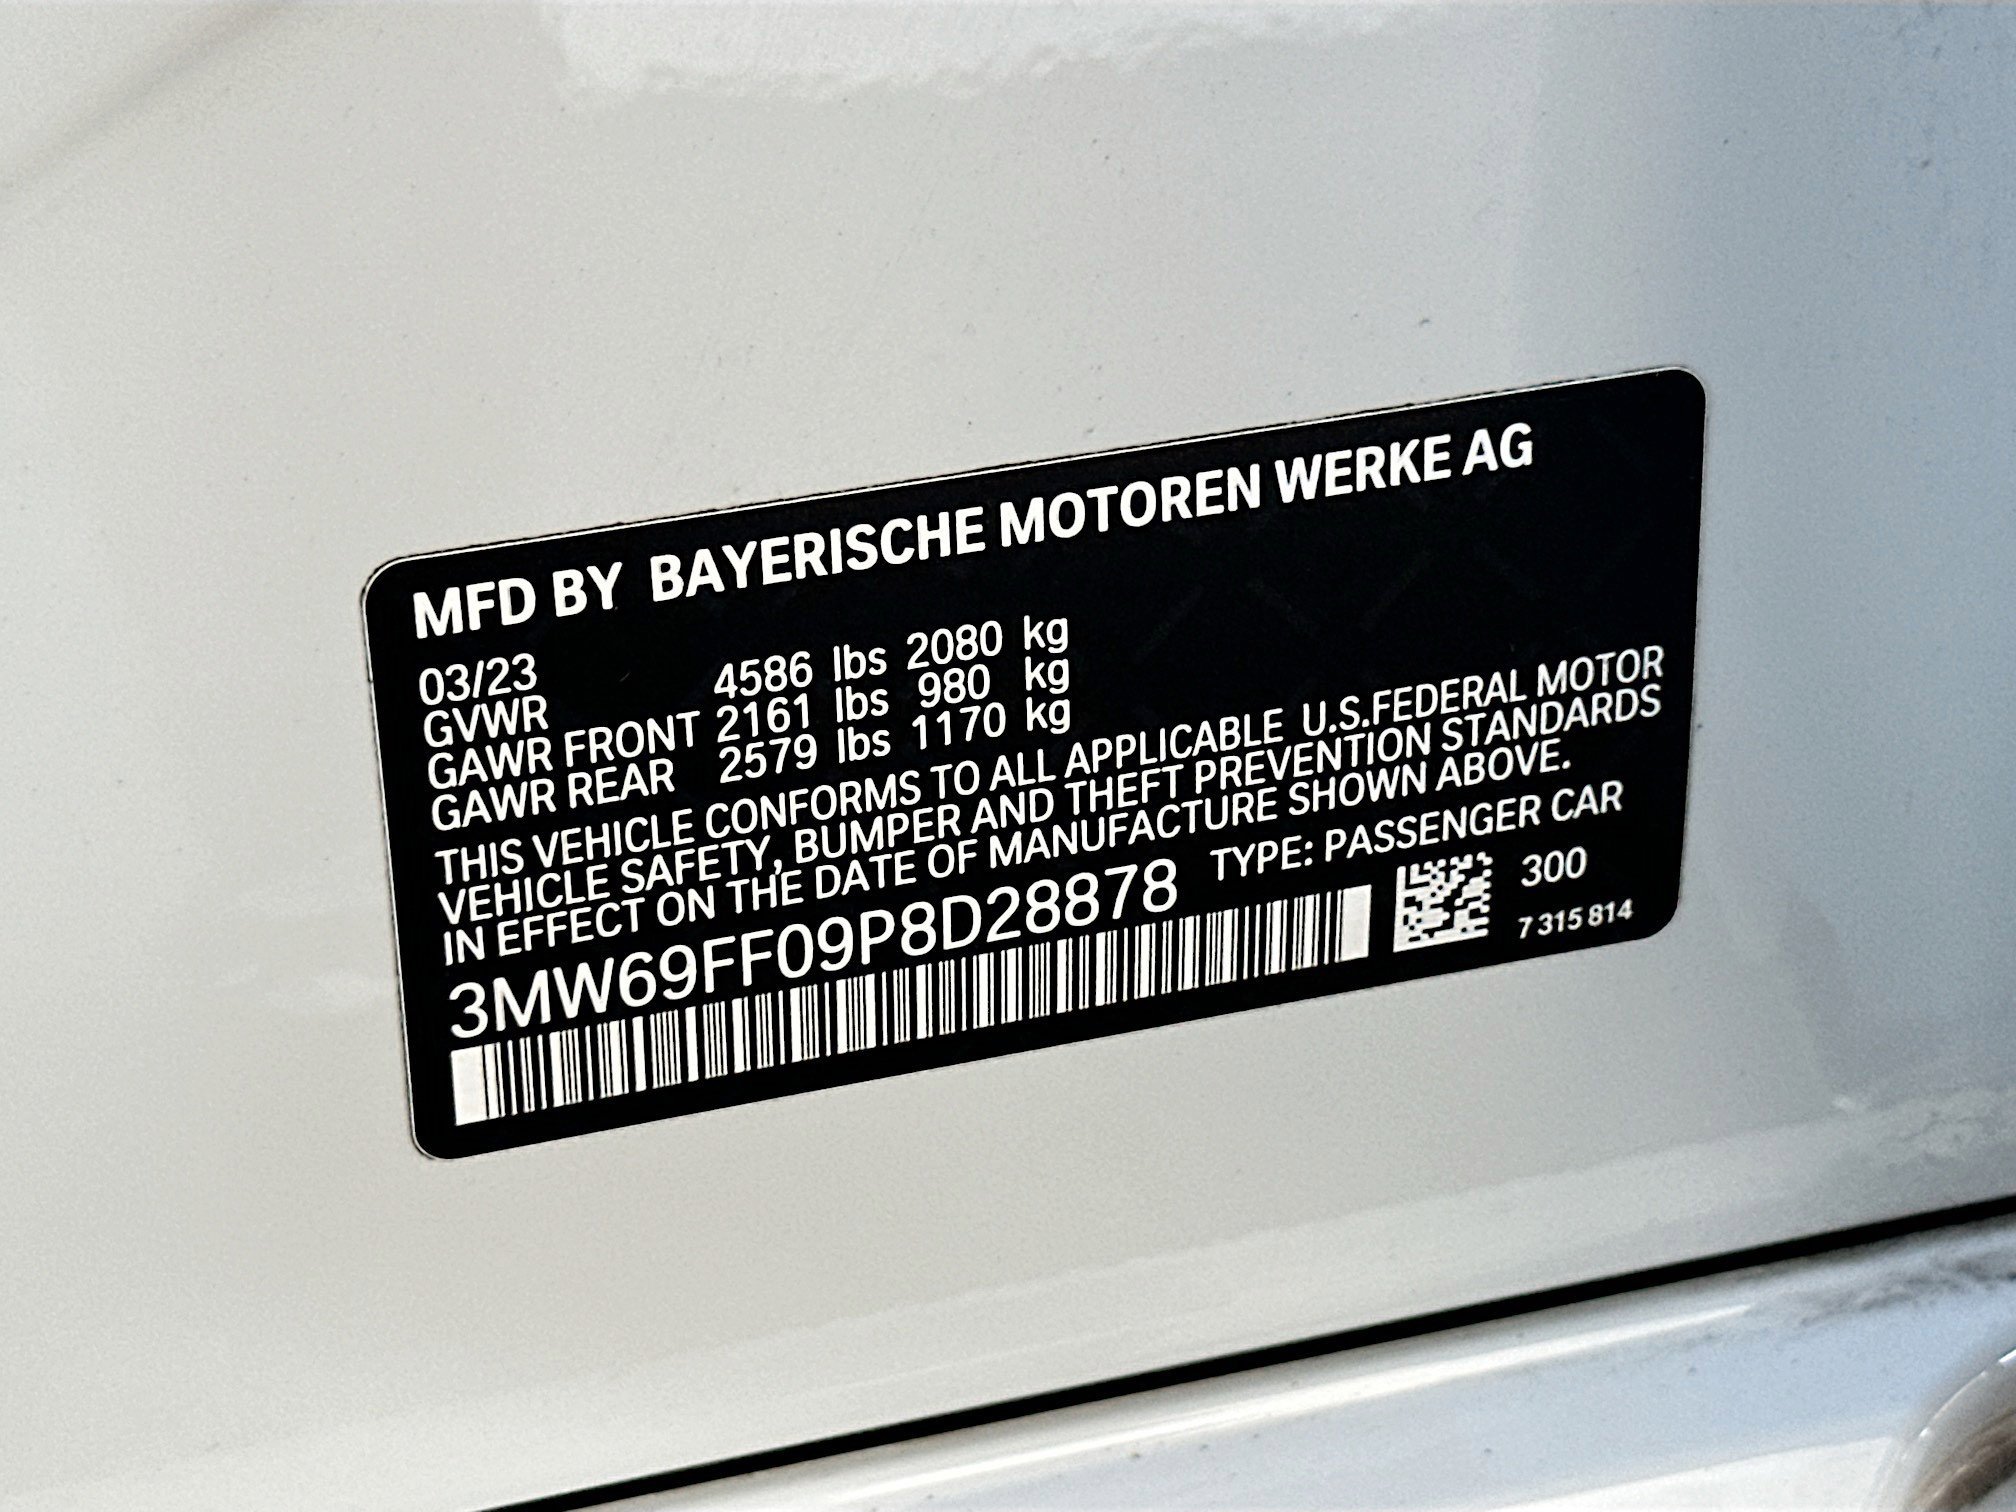 MFD BY BAYERISCHE MOTOREN WERKE AG
03/23
GVWR 4586 lbs 2080 kg
GAWR FRONT 2161 lbs 980 kg
GAWR REAR 2579 lbs 1170 kg
THIS VEHICLE CONFORMS TO ALL APPLICABLE U.S.FEDERAL MOTOR
VEHICLE SAFETY, BUMPER AND THEFT PREVENTION STANDARDS
IN EFFECT ON THE DATE OF MANUFACTURE SHOWN ABOVE.
3MW69FF09P8D28878 TYPE: PASSENGER CAR
300
7 315 814